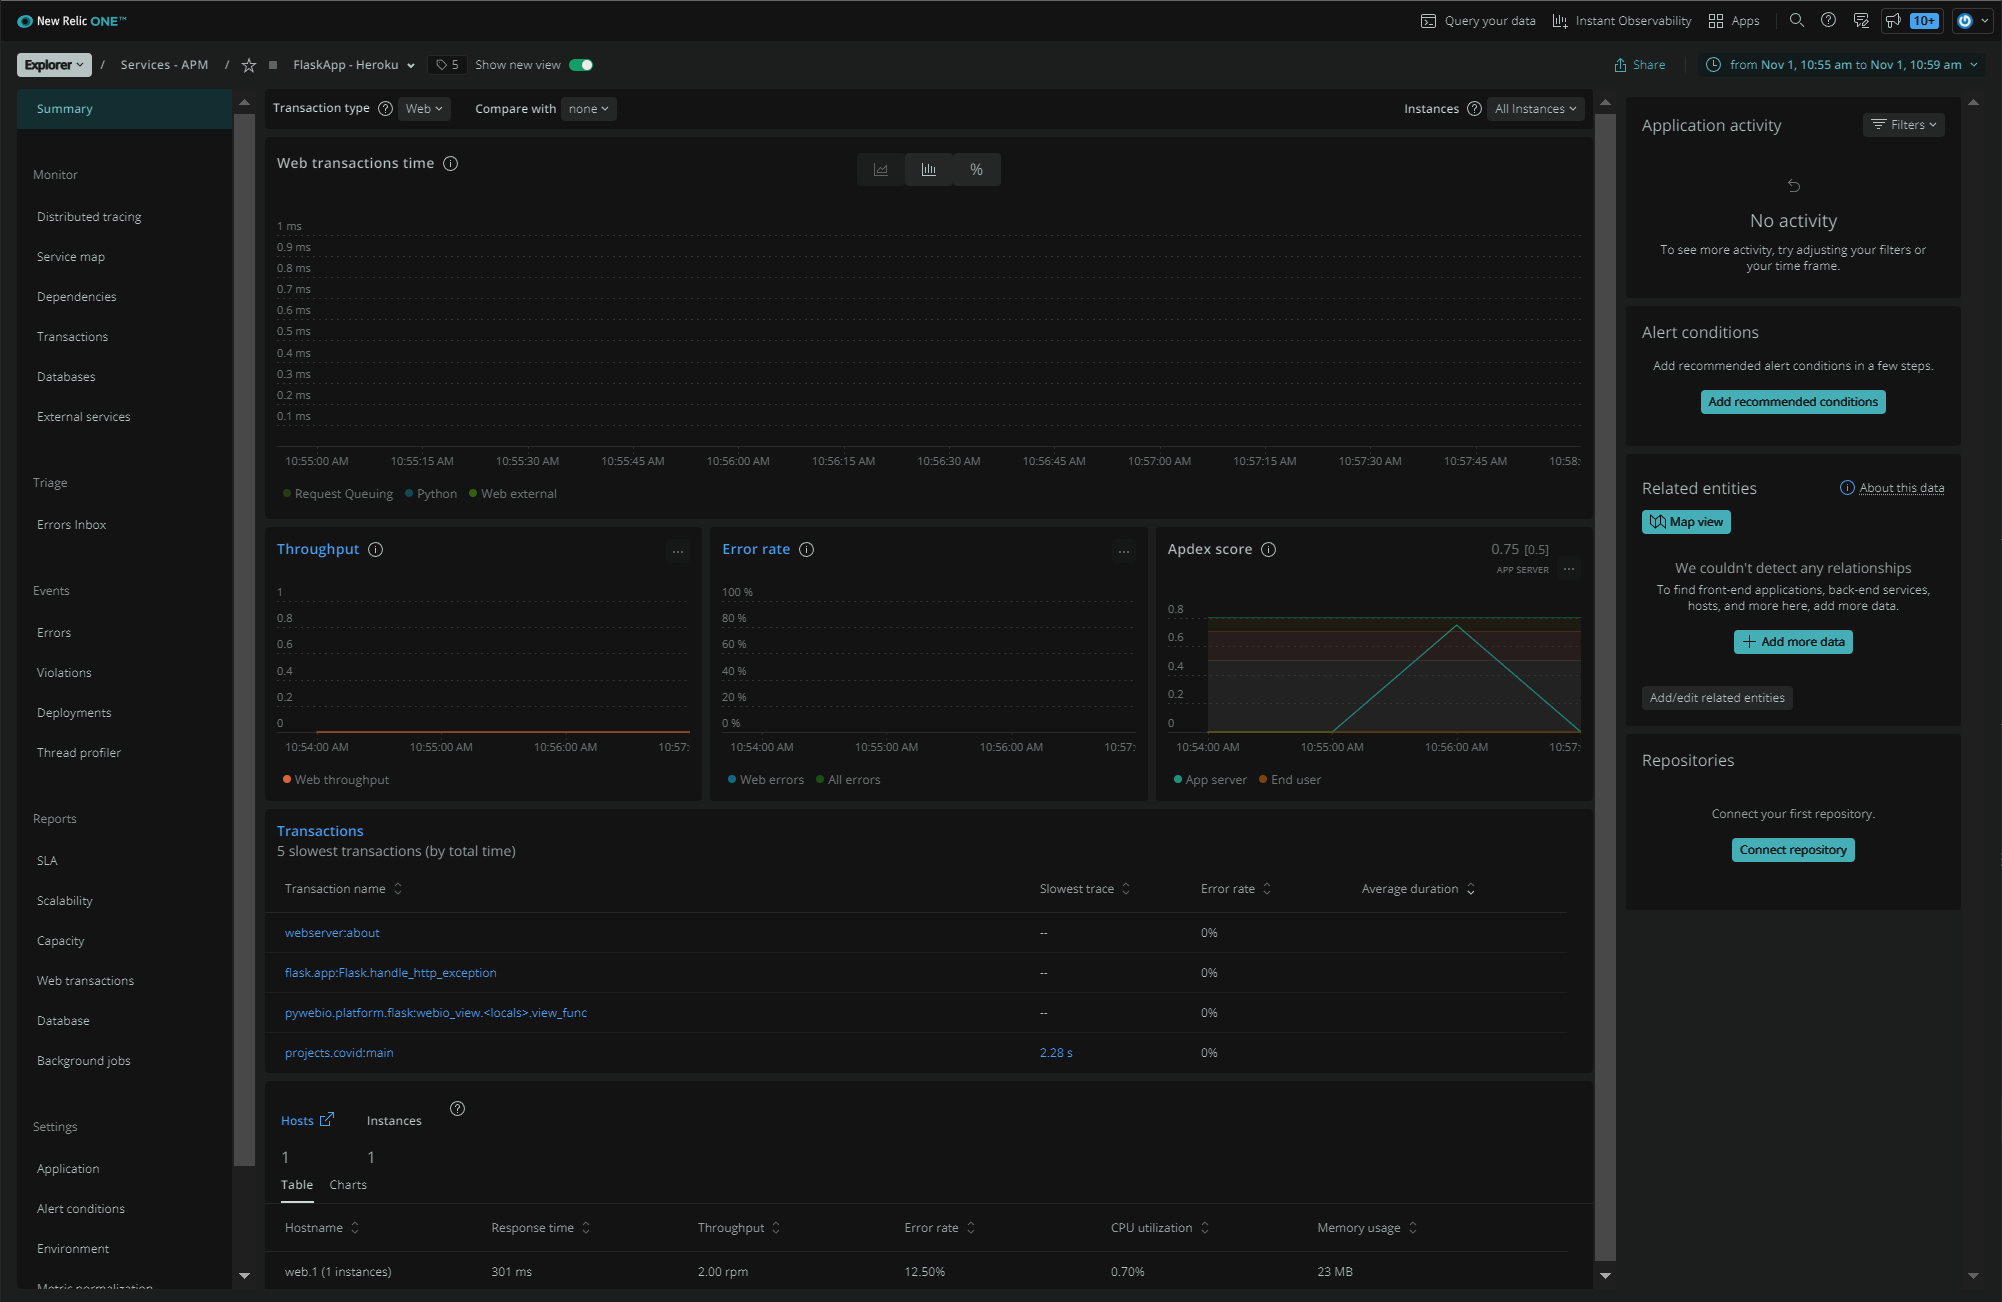 New Relic ONE™
Query your data
Instant Observability
Apps
10+
Explorer / Services - APM / FlaskApp - Heroku 5 Show new view
Share
from Nov 1, 10:55 am to Nov 1, 10:59 am
Summary
Monitor
Distributed tracing
Service map
Dependencies
Transactions
Databases
External services
Triage
Errors Inbox
Events
Errors
Violations
Deployments
Thread profiler
Reports
SLA
Scalability
Capacity
Web transactions
Database
Background jobs
Settings
Application
Alert conditions
Environment
Metric normalization
Transaction type Web Compare with none
Instances All Instances
Web transactions time
%
1 ms
0.9 ms
0.8 ms
0.7 ms
0.6 ms
0.5 ms
0.4 ms
0.3 ms
0.2 ms
0.1 ms
10:55:00 AM 10:55:15 AM 10:55:30 AM 10:55:45 AM 10:56:00 AM 10:56:15 AM 10:56:30 AM 10:56:45 AM 10:57:00 AM 10:57:15 AM 10:57:30 AM 10:57:45 AM 10:58:
Request Queuing Python Web external
Throughput
...
1
0.8
0.6
0.4
0.2
0
10:54:00 AM 10:55:00 AM 10:56:00 AM 10:57:
Web throughput
Error rate
...
100 %
80 %
60 %
40 %
20 %
0 %
10:54:00 AM 10:55:00 AM 10:56:00 AM 10:57:
Web errors All errors
Apdex score
0.75 [0.5]
APP SERVER
...
0.8
0.6
0.4
0.2
0
10:54:00 AM 10:55:00 AM 10:56:00 AM 10:57:
App server End user
Transactions
5 slowest transactions (by total time)
Transaction name Slowest trace Error rate Average duration
webserver:about -- 0%
flask.app:Flask.handle_http_exception -- 0%
pywebio.platform.flask:webio_view.<locals>.view_func -- 0%
projects.covid:main 2.28 s 0%
Hosts Instances
1 1
Table Charts
Hostname Response time Throughput Error rate CPU utilization Memory usage
web.1 (1 instances) 301 ms 2.00 rpm 12.50% 0.70% 23 MB
Application activity
Filters
No activity
To see more activity, try adjusting your filters or
your time frame.
Alert conditions
Add recommended alert conditions in a few steps.
Add recommended conditions
Related entities
About this data
Map view
We couldn't detect any relationships
To find front-end applications, back-end services,
hosts, and more here, add more data.
Add more data
Add/edit related entities
Repositories
Connect your first repository.
Connect repository